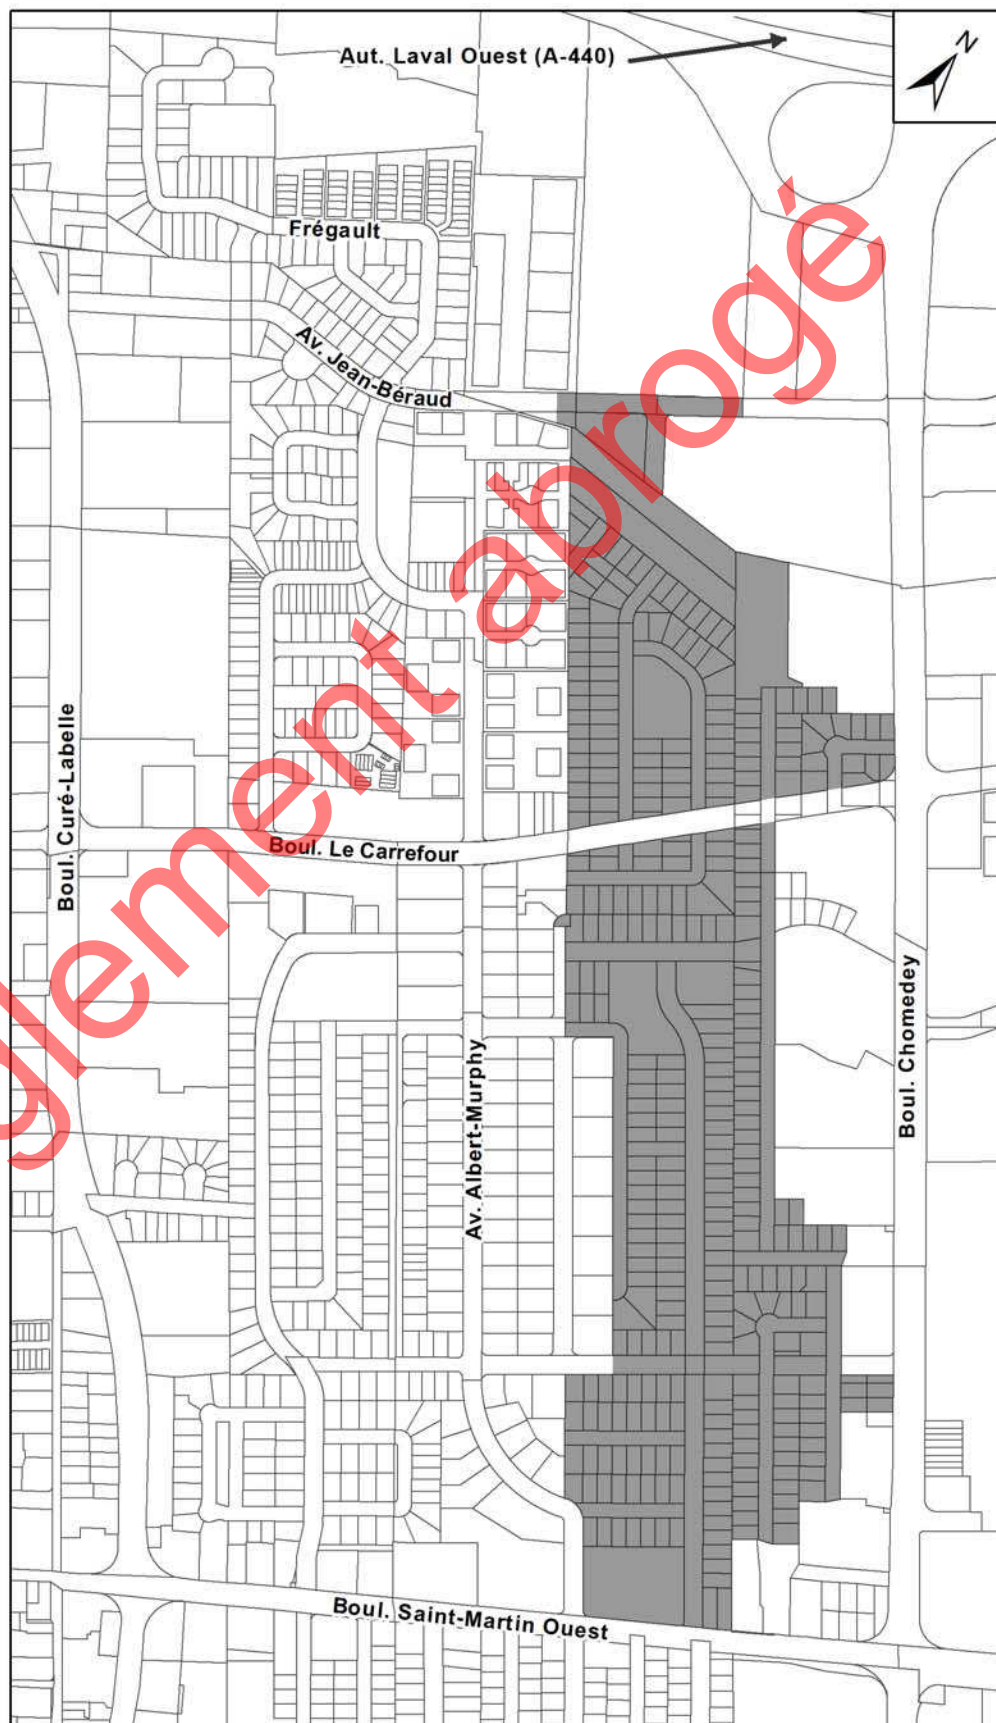 Aut. Laval Ouest (A-440)
N
Frégault
Av. Jean-Béraud
Boul. Curé-Labelle
Boul. Le Carrefour
Av. Albert-Murphy
Boul. Chomedey
Boul. Saint-Martin Ouest
glement abrogé